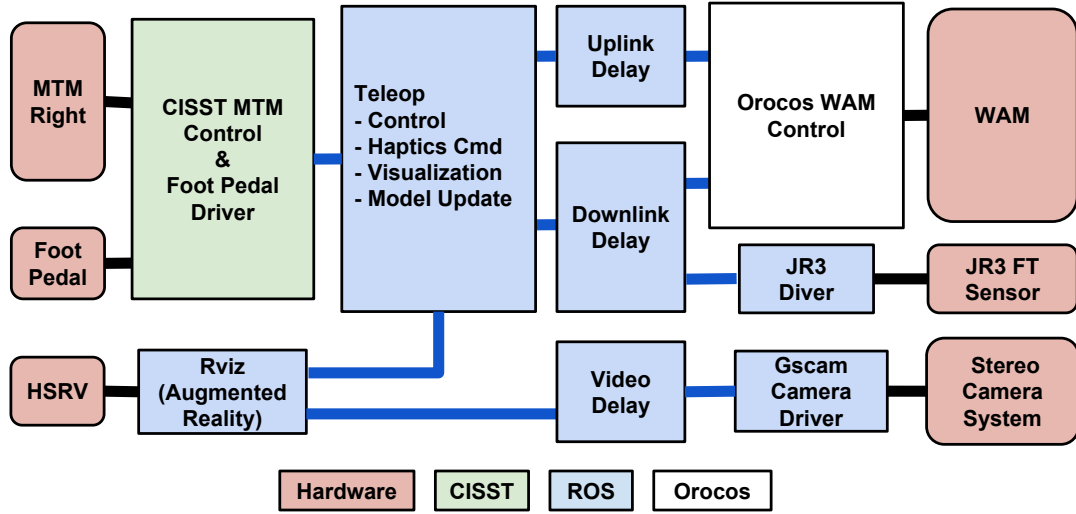 MTM
Right
Foot
Pedal
HSRV
CISST MTM
Control
&
Foot Pedal
Driver
Rviz
(Augmented
Reality)
Teleop
- Control
- Haptics Cmd
- Visualization
- Model Update
Uplink
Delay
Downlink
Delay
Video
Delay
Orocos WAM
Control
JR3
Diver
Gscam
Camera
Driver
WAM
JR3 FT
Sensor
Stereo
Camera
System
Hardware
CISST
ROS
Orocos